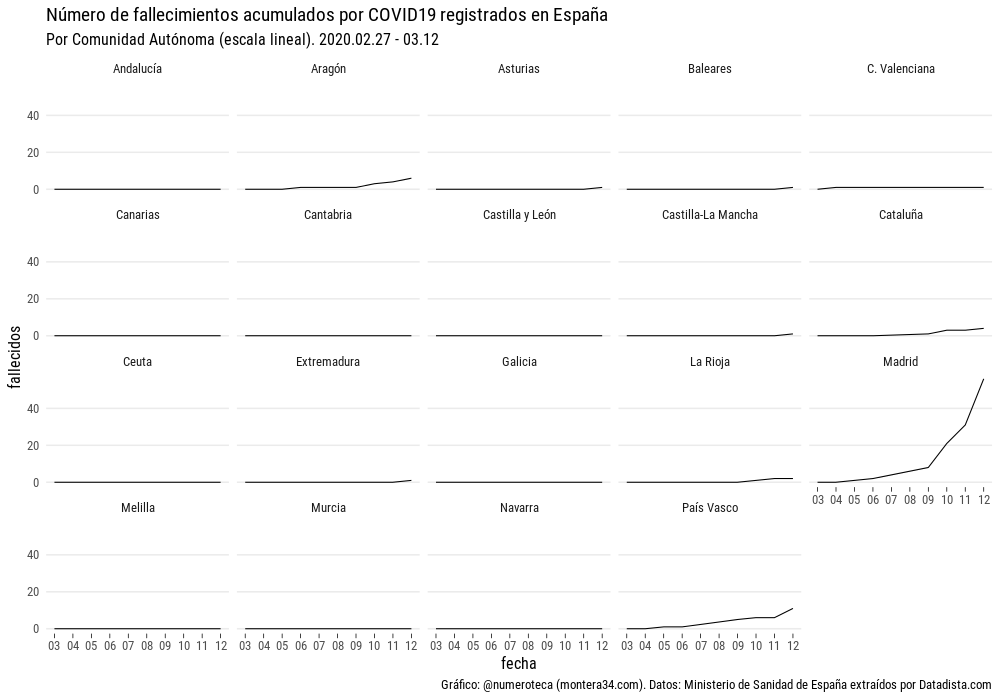 Número de fallecimientos acumulados por COVID19 registrados en España
Por Comunidad Autónoma (escala lineal). 2020.02.27 - 03.12
Andalucía Aragón Asturias Baleares C. Valenciana
40
20
0
Canarias Cantabria Castilla y León Castilla-La Mancha Cataluña
40
20
0
fallecidos
Ceuta Extremadura Galicia La Rioja Madrid
40
20
0
03 04 05 06 07 08 09 10 11 12
Melilla Murcia Navarra País Vasco
40
20
0
03 04 05 06 07 08 09 10 11 12 03 04 05 06 07 08 09 10 11 12 03 04 05 06 07 08 09 10 11 12 03 04 05 06 07 08 09 10 11 12
fecha
Gráfico: @numeroteca (montera34.com). Datos: Ministerio de Sanidad de España extraídos por Datadista.com